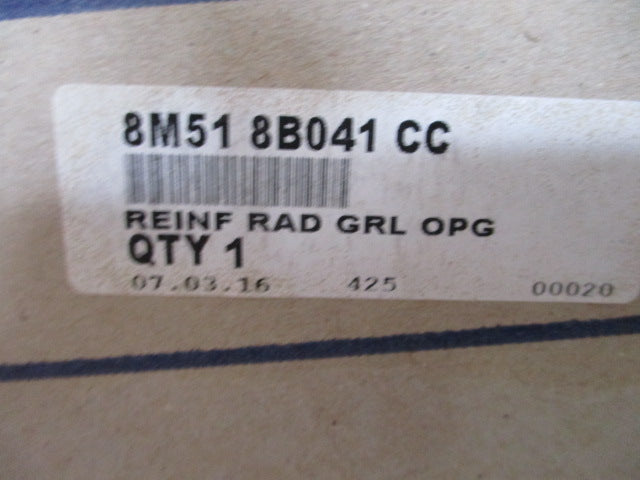 8M51 8B041 CC
REINF RAD GRL OPG
QTY 1
07.03.16 425 00020